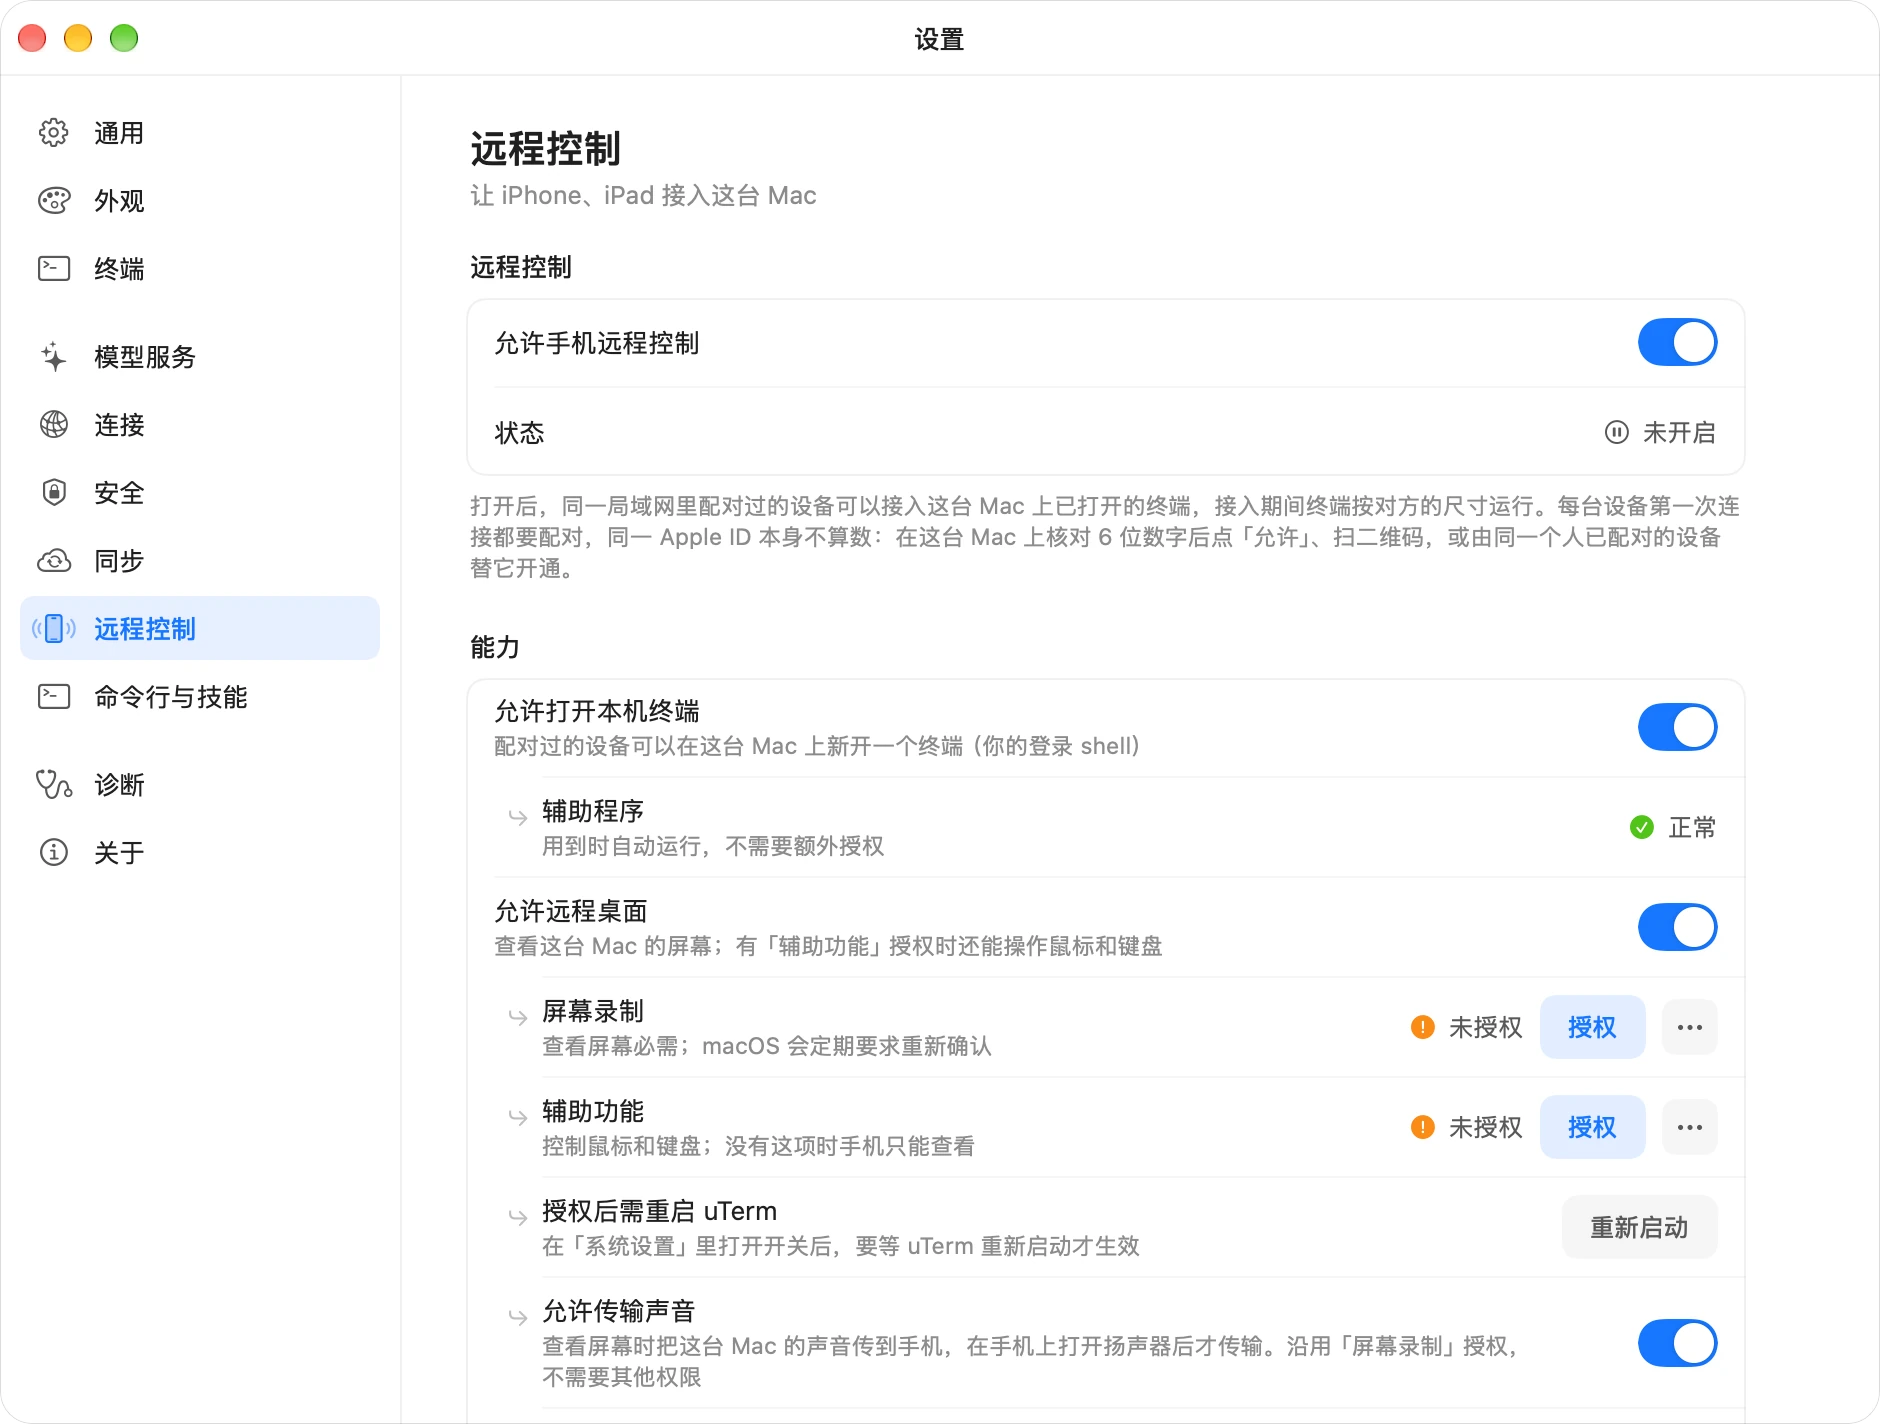 设置
通用
外观
终端
模型服务
连接
安全
同步
远程控制
命令行与技能
诊断
关于
远程控制
让 iPhone、iPad 接入这台 Mac
远程控制
允许手机远程控制
状态
未开启
打开后，同一局域网里配对过的设备可以接入这台 Mac 上已打开的终端，接入期间终端按对方的尺寸运行。每台设备第一次连
接都要配对，同一 Apple ID 本身不算数：在这台 Mac 上核对 6 位数字后点「允许」、扫二维码，或由同一个人已配对的设备
替它开通。
能力
允许打开本机终端
配对过的设备可以在这台 Mac 上新开一个终端（你的登录 shell）
辅助程序
用到时自动运行，不需要额外授权
正常
允许远程桌面
查看这台 Mac 的屏幕；有「辅助功能」授权时还能操作鼠标和键盘
屏幕录制
查看屏幕必需；macOS 会定期要求重新确认
未授权
授权
辅助功能
控制鼠标和键盘；没有这项时手机只能查看
未授权
授权
授权后需重启 uTerm
在「系统设置」里打开开关后，要等 uTerm 重新启动才生效
重新启动
允许传输声音
查看屏幕时把这台 Mac 的声音传到手机，在手机上打开扬声器后才传输。沿用「屏幕录制」授权，
不需要其他权限